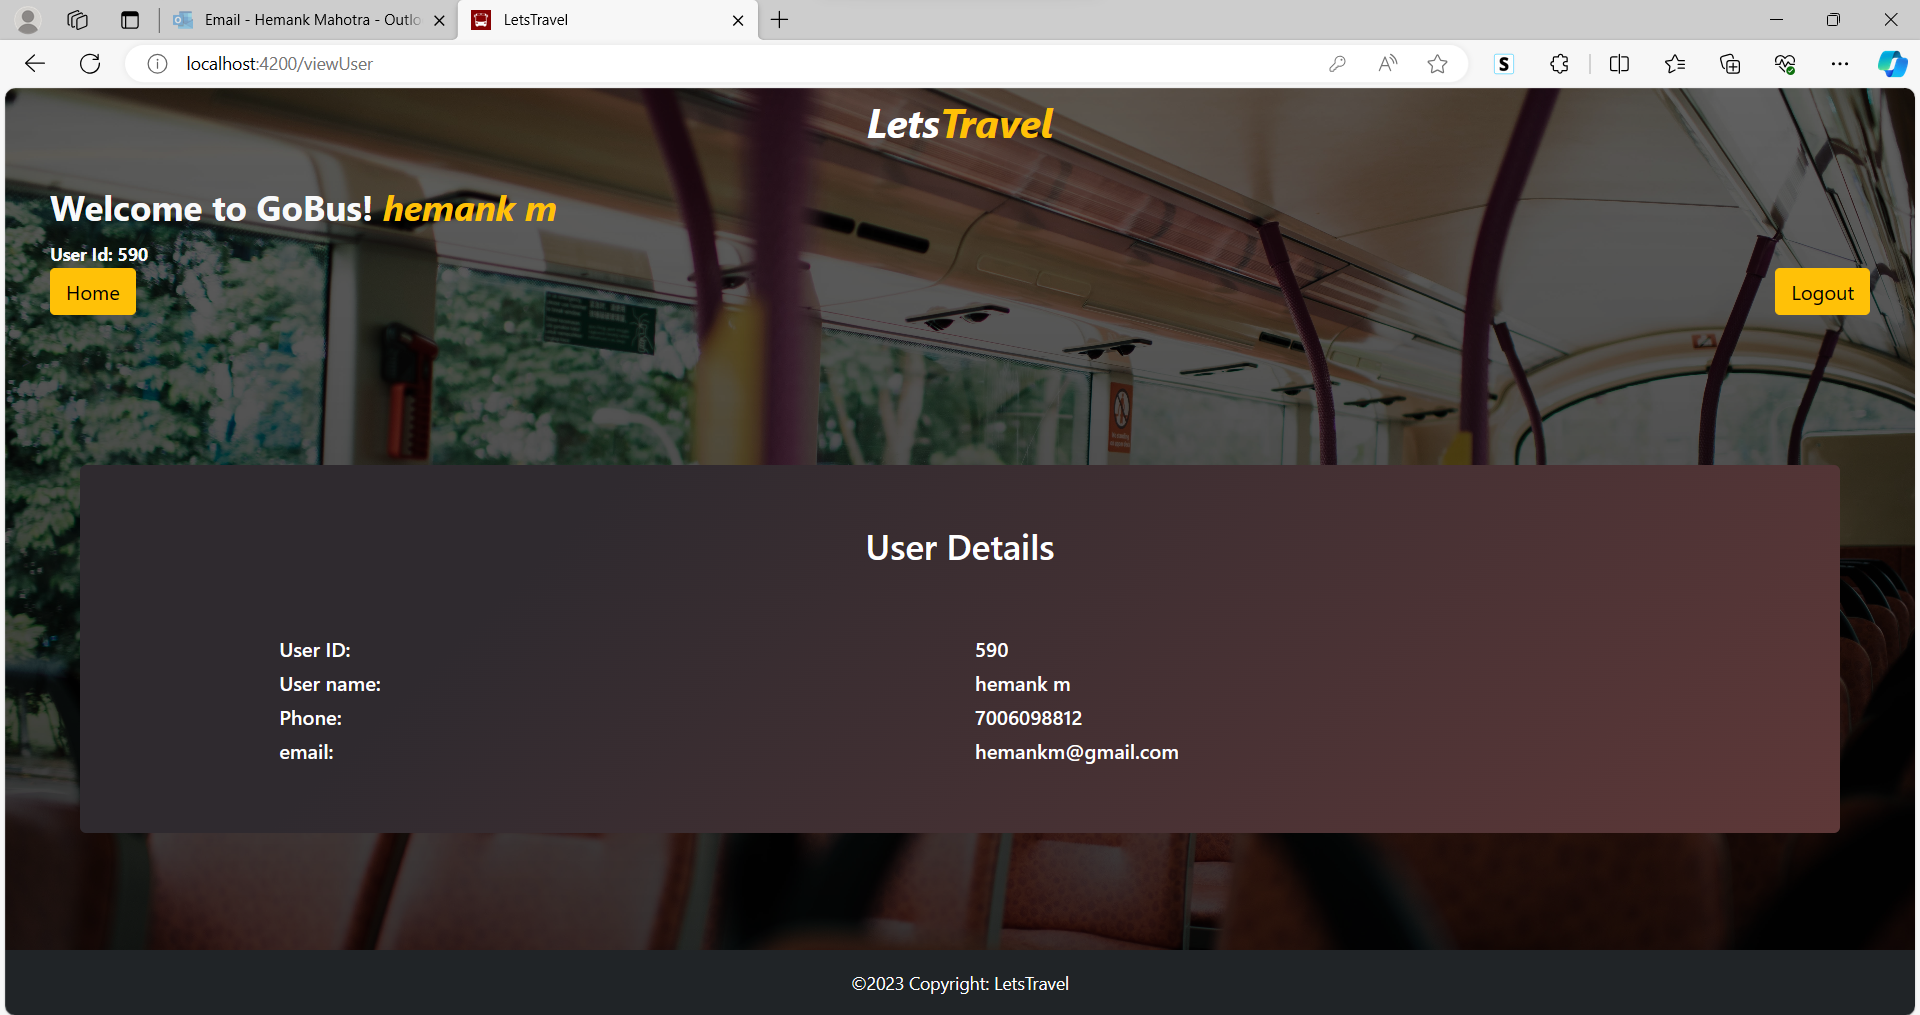 Email - Hemank Mahotra - Outlo
LetsTravel
localhost:4200/viewUser
LetsTravel
Welcome to GoBus! hemank m
User Id: 590
Home
Logout
User Details
User ID: 590
User name: hemank m
Phone: 7006098812
email: hemankm@gmail.com
©2023 Copyright: LetsTravel